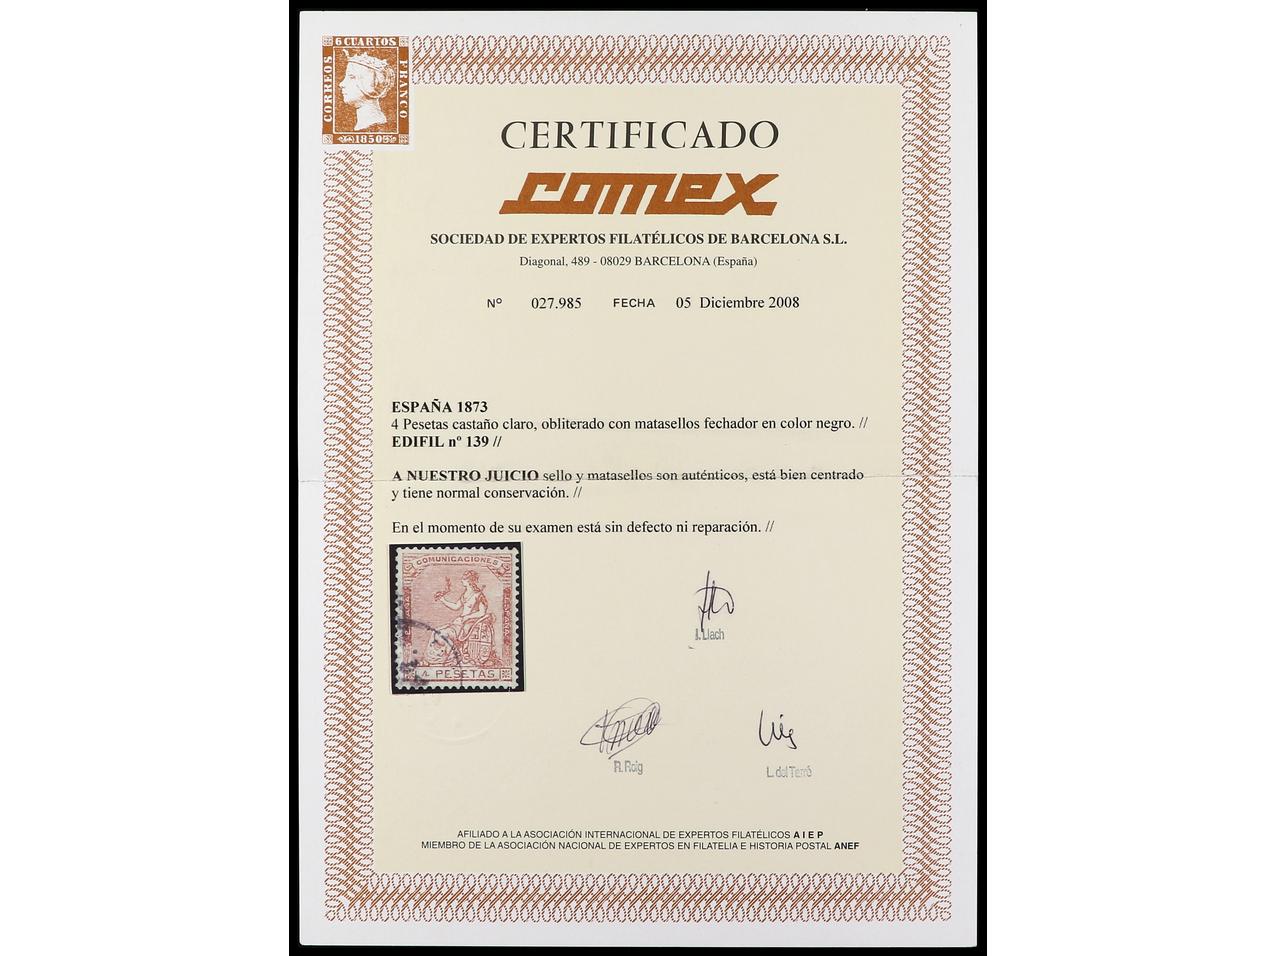 6 CUARTOS
CORREOS
FRANCO
1850
CERTIFICADO
comex
SOCIEDAD DE EXPERTOS FILATÉLICOS DE BARCELONA S.L.
Diagonal, 489 - 08029 BARCELONA (España)
Nº 027.985 FECHA 05 Diciembre 2008
ESPAÑA 1873
4 Pesetas castaño claro, obliterado con matasellos fechador en color negro. //
EDIFIL nº 139 //
A NUESTRO JUICIO sello y matasellos son auténticos, está bien centrado
y tiene normal conservación. //
En el momento de su examen está sin defecto ni reparación. //
COMUNICACIONES
ESPAÑA
4 PESETAS
J. Llach
R. Roig
L. del Terró
AFILIADO A LA ASOCIACIÓN INTERNACIONAL DE EXPERTOS FILATÉLICOS A I E P
MIEMBRO DE LA ASOCIACIÓN NACIONAL DE EXPERTOS EN FILATELIA E HISTORIA POSTAL ANEF